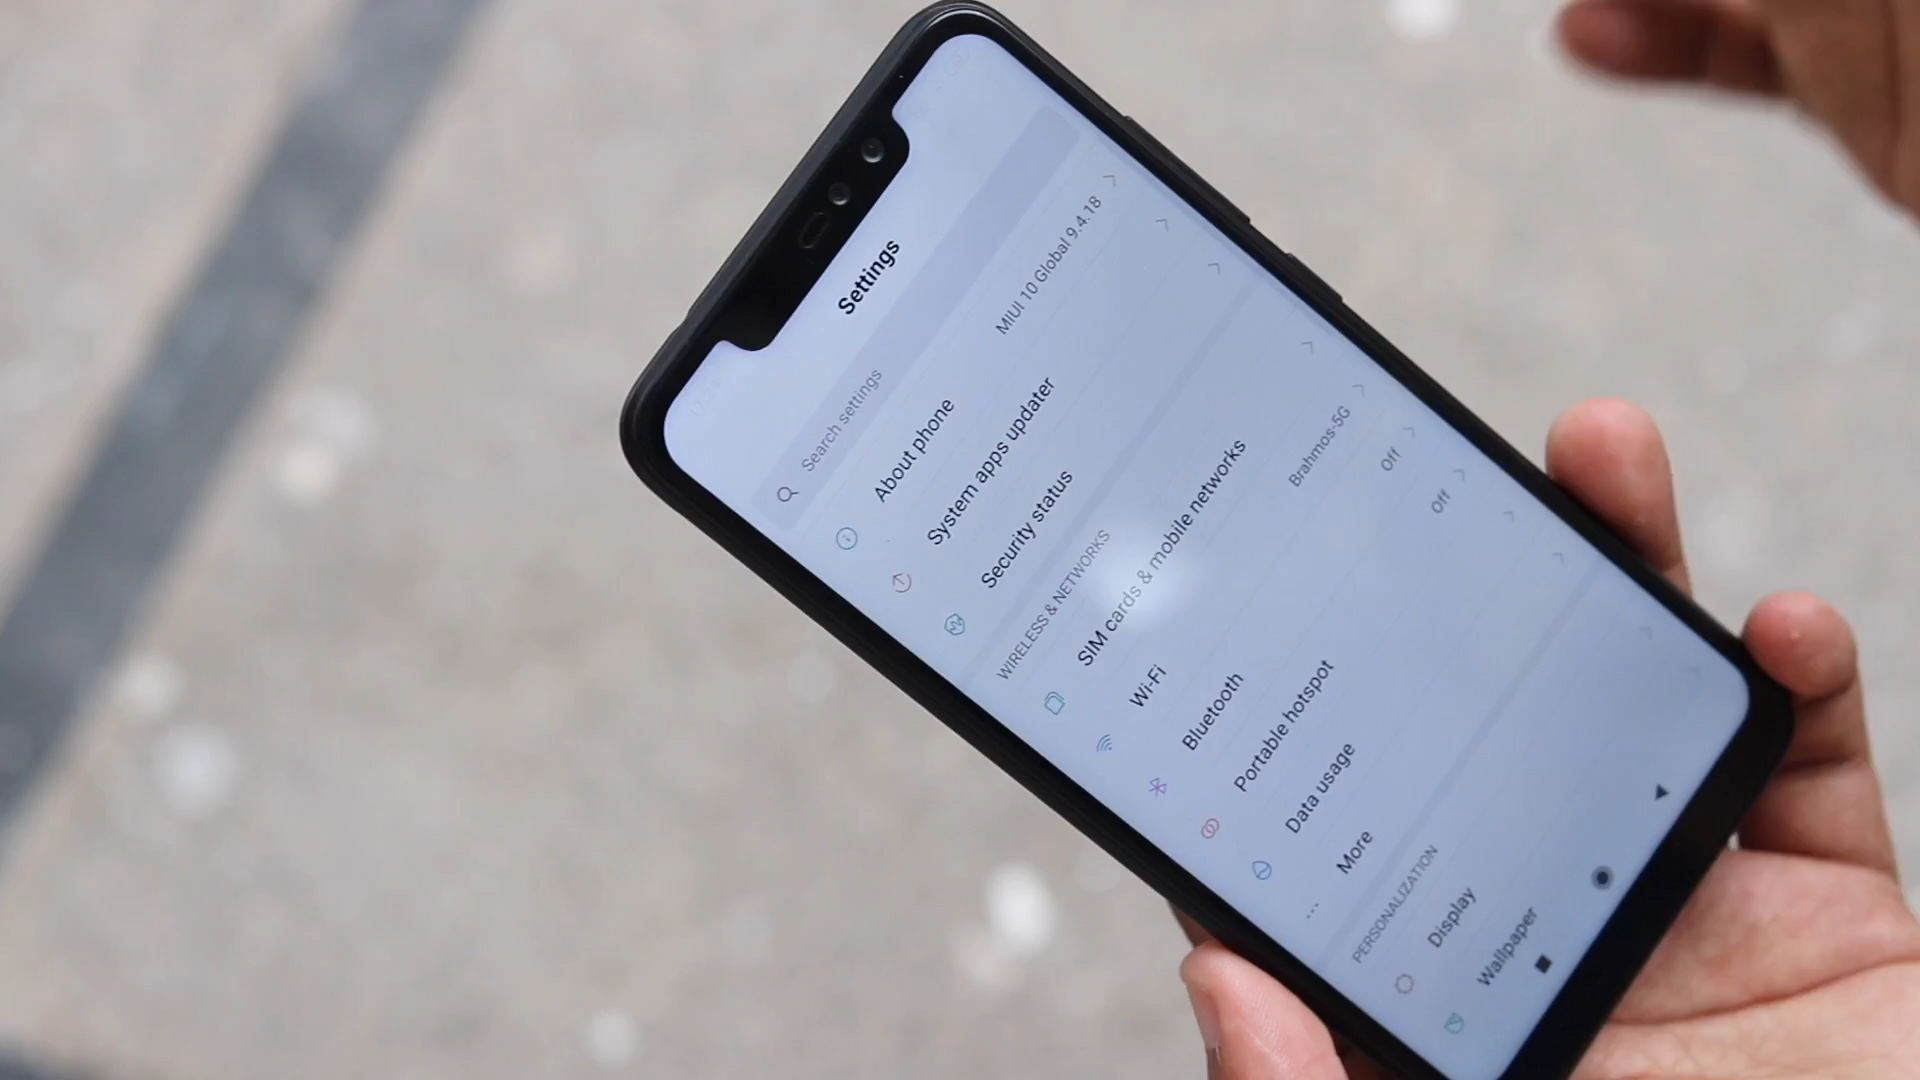 Settings
Search settings
About phone MIUI 10 Global 9.4.18
System apps updater
Security status
WIRELESS & NETWORKS
SIM cards & mobile networks
Wi-Fi Brahmos-5G
Bluetooth Off
Portable hotspot Off
Data usage
More
PERSONALIZATION
Display
Wallpaper